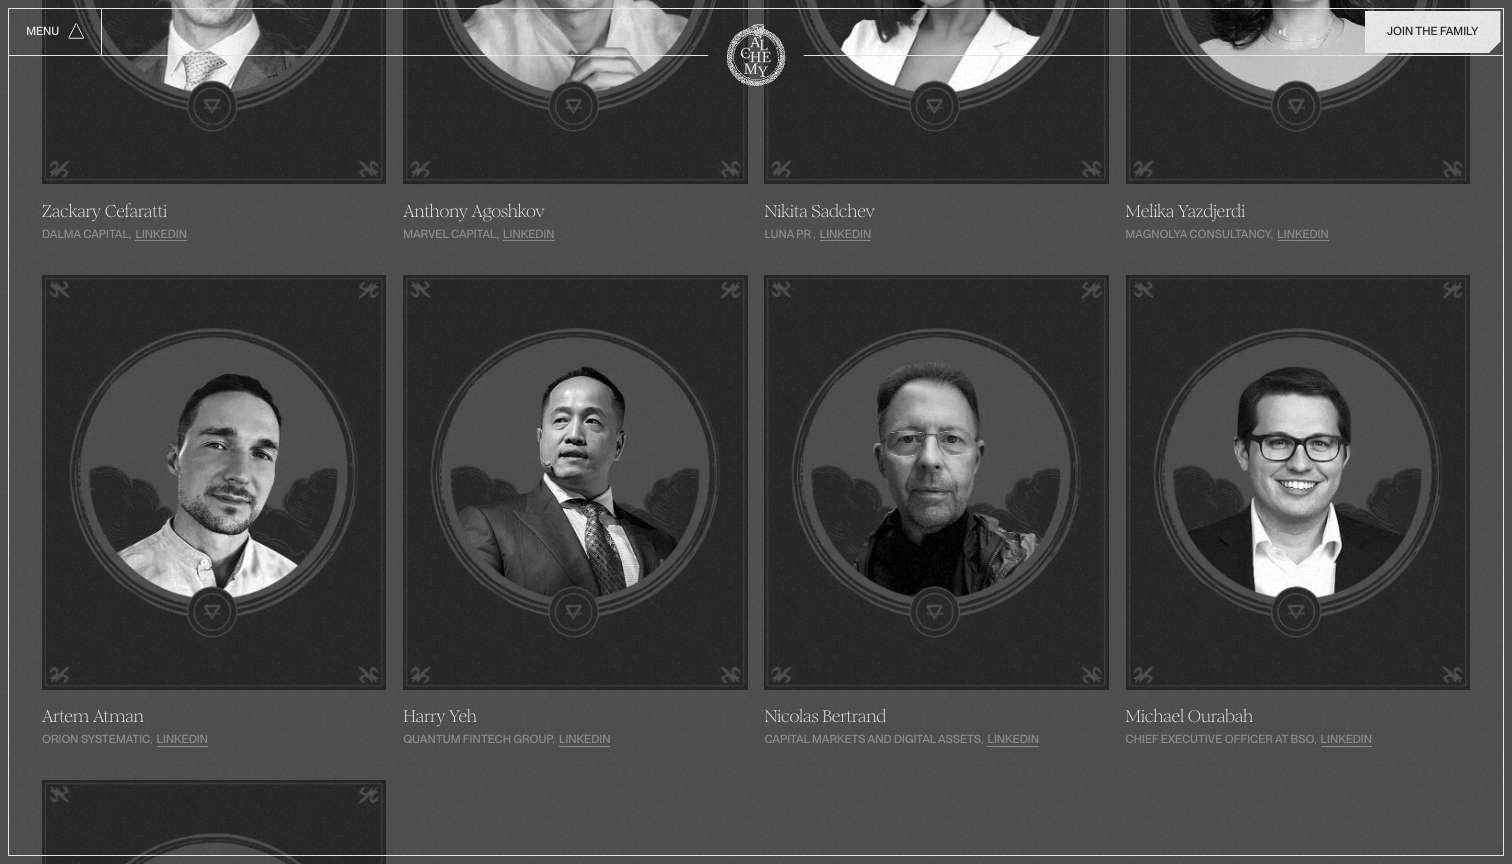 MENU
AL
CHE
MY
JOIN THE FAMILY
Zackary Cefaratti
DALMA CAPITAL, LINKEDIN
Anthony Agoshkov
MARVEL CAPITAL, LINKEDIN
Nikita Sadchev
LUNA PR , LINKEDIN
Melika Yazdjerdi
MAGNOLYA CONSULTANCY, LINKEDIN
Artem Atman
ORION SYSTEMATIC, LINKEDIN
Harry Yeh
QUANTUM FINTECH GROUP, LINKEDIN
Nicolas Bertrand
CAPITAL MARKETS AND DIGITAL ASSETS, LINKEDIN
Michael Ourabah
CHIEF EXECUTIVE OFFICER AT BSO, LINKEDIN